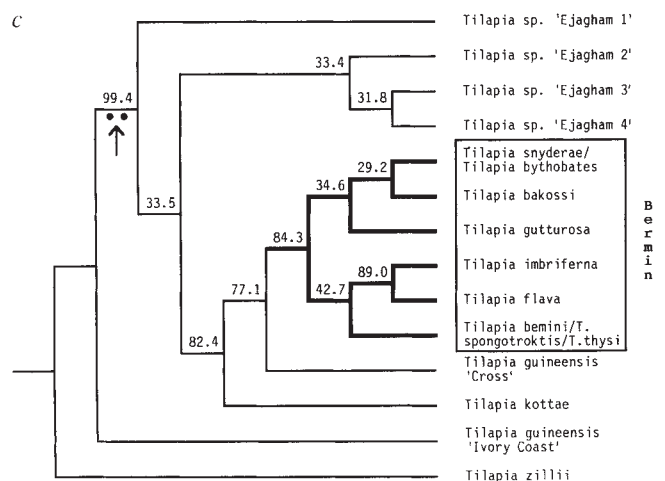 C
Tilapia sp. 'Ejagham 1'
33.4
Tilapia sp. 'Ejagham 2'
99.4
31.8
Tilapia sp. 'Ejagham 3'
Tilapia sp. 'Ejagham 4'
Tilapia snyderae/
29.2
Tilapia bythobates
34.6
Tilapia bakossi
33.5
Tilapia gutturosa
84.3
Tilapia imbriferna
89.0
77.1
42.7
Tilapia flava
Tilapia bemini/T.
82.4
spongotroktis/T.thysi
Bermin
Tilapia guineensis
'Cross'
Tilapia kottae
Tilapia guineensis
'Ivory Coast'
Tilapia zillii